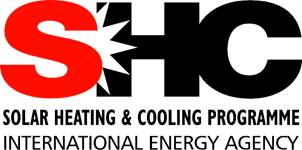 SHC
SOLAR HEATING & COOLING PROGRAMME
INTERNATIONAL ENERGY AGENCY